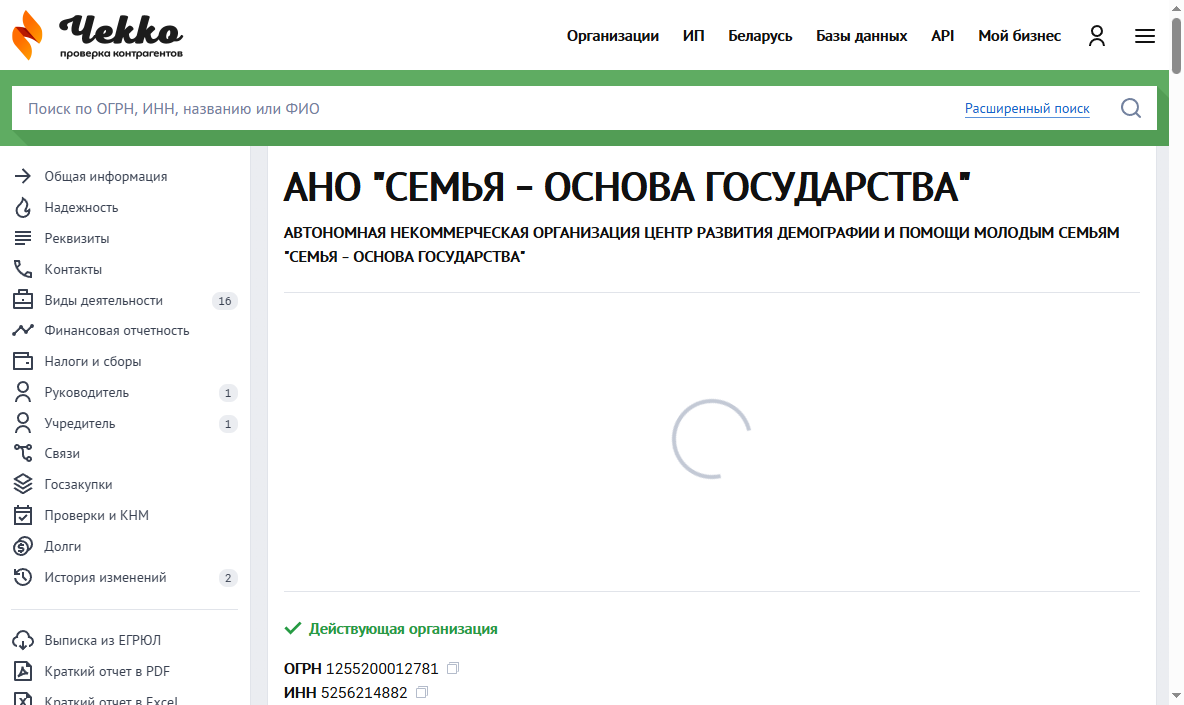 Чекко
проверка контрагентов
Организации ИП Беларусь Базы данных API Мой бизнес
Поиск по ОГРН, ИНН, названию или ФИО Расширенный поиск
Общая информация
Надежность
Реквизиты
Контакты
Виды деятельности 16
Финансовая отчетность
Налоги и сборы
Руководитель 1
Учредитель 1
Связи
Госзакупки
Проверки и КНМ
Долги
История изменений 2
Выписка из ЕГРЮЛ
Краткий отчет в PDF
Краткий отчет в Excel
АНО "СЕМЬЯ – ОСНОВА ГОСУДАРСТВА"
АВТОНОМНАЯ НЕКОММЕРЧЕСКАЯ ОРГАНИЗАЦИЯ ЦЕНТР РАЗВИТИЯ ДЕМОГРАФИИ И ПОМОЩИ МОЛОДЫМ СЕМЬЯМ
"СЕМЬЯ – ОСНОВА ГОСУДАРСТВА"
Действующая организация
ОГРН 1255200012781
ИНН 5256214882